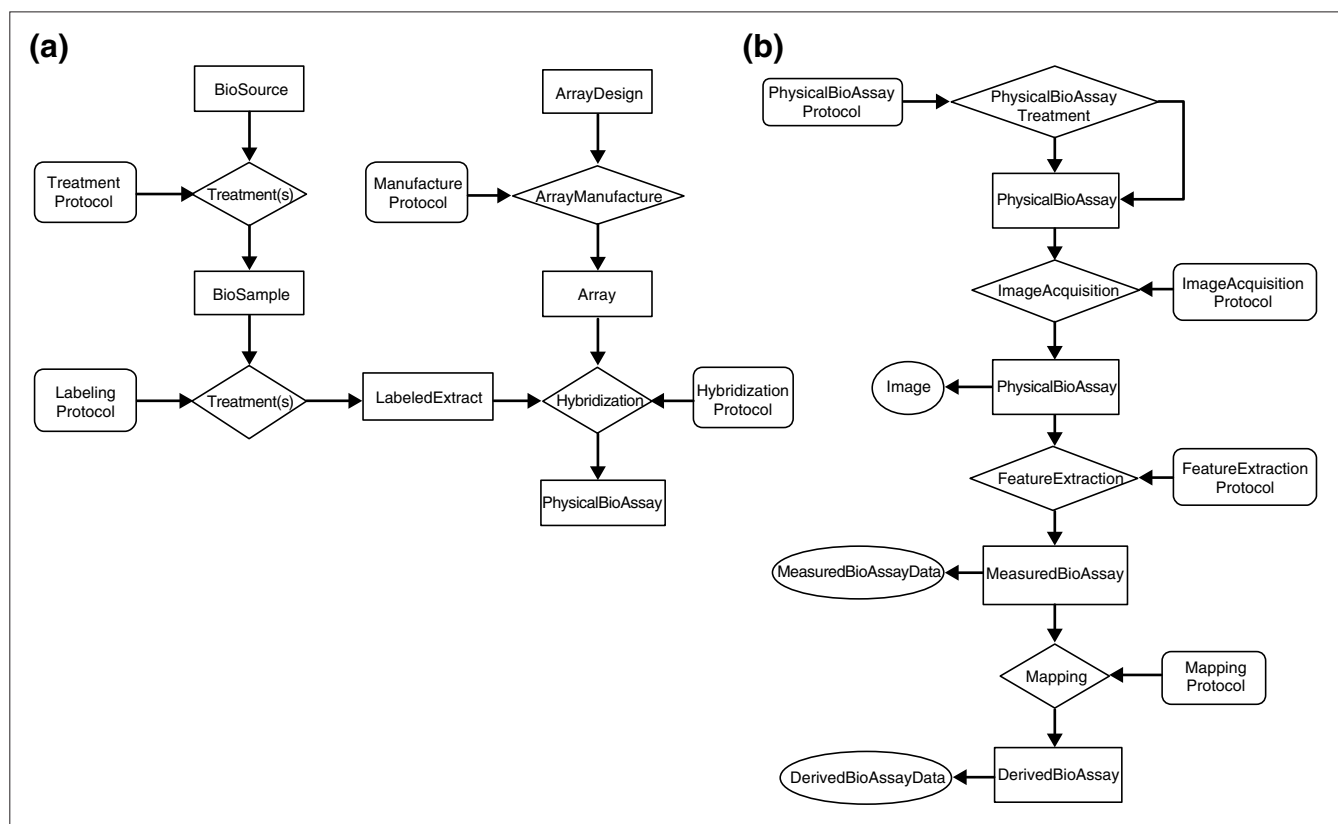 (a)
BioSource
ArrayDesign
Treatment
Protocol
Treatment(s)
Manufacture
Protocol
ArrayManufacture
BioSample
Array
Labeling
Protocol
Treatment(s)
LabeledExtract
Hybridization
Hybridization
Protocol
PhysicalBioAssay
(b)
PhysicalBioAssay
Protocol
PhysicalBioAssay
Treatment
PhysicalBioAssay
ImageAcquisition
ImageAcquisition
Protocol
Image
PhysicalBioAssay
FeatureExtraction
FeatureExtraction
Protocol
MeasuredBioAssayData
MeasuredBioAssay
Mapping
Mapping
Protocol
DerivedBioAssayData
DerivedBioAssay